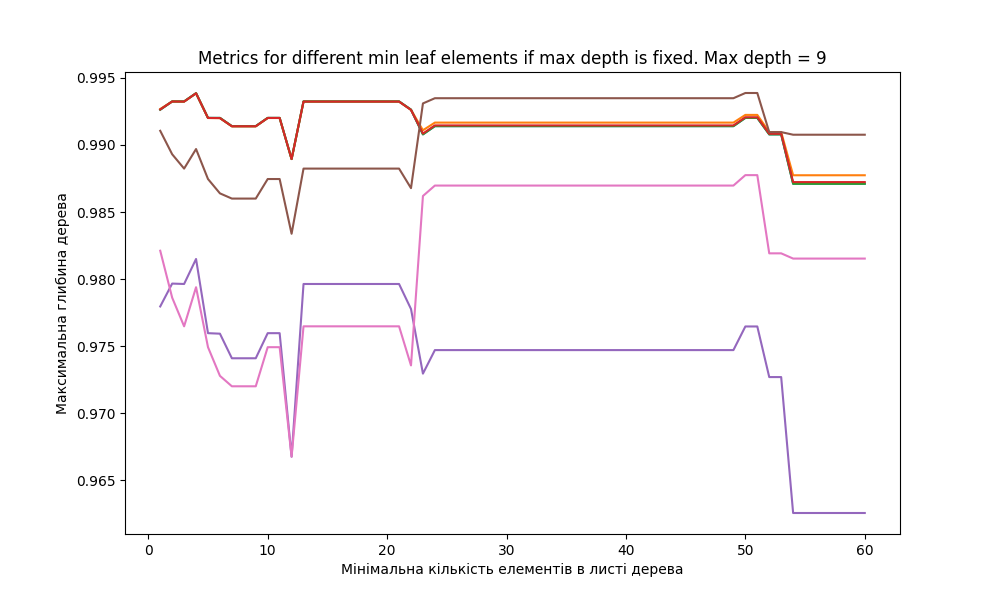 Metrics for different min leaf elements if max depth is fixed. Max depth = 9
Максимальна глибина дерева
0.995
0.990
0.985
0.980
0.975
0.970
0.965
0 10 20 30 40 50 60
Мінімальна кількість елементів в листі дерева